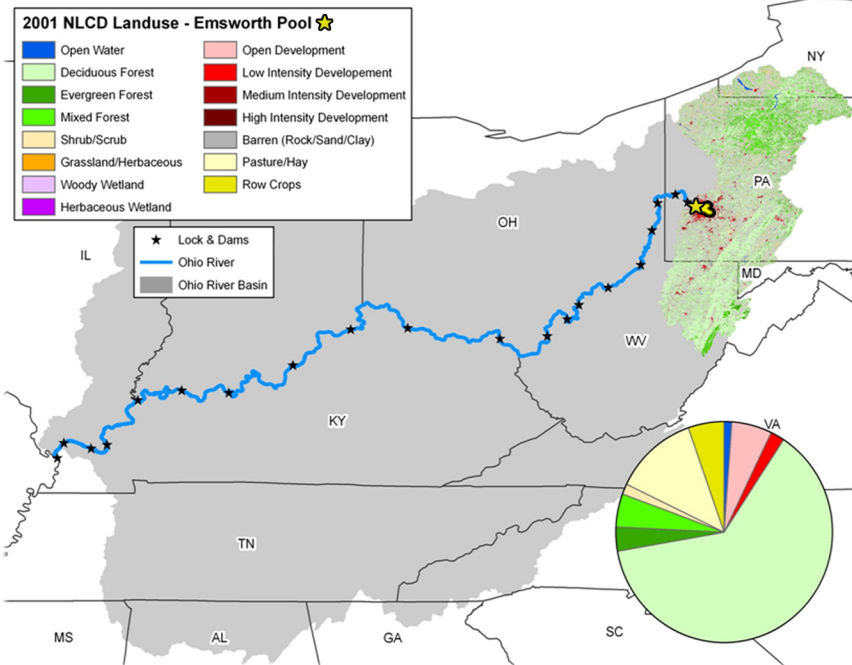 2001 NLCD Landuse - Emsworth Pool
Open Water
Deciduous Forest
Evergreen Forest
Mixed Forest
Shrub/Scrub
Grassland/Herbaceous
Woody Wetland
Herbaceous Wetland
Open Development
Low Intensity Developement
Medium Intensity Development
High Intensity Development
Barren (Rock/Sand/Clay)
Pasture/Hay
Row Crops
Lock & Dams
Ohio River
Ohio River Basin
NY
PA
OH
IL
MD
WV
KY
VA
TN
MS
AL
GA
SC